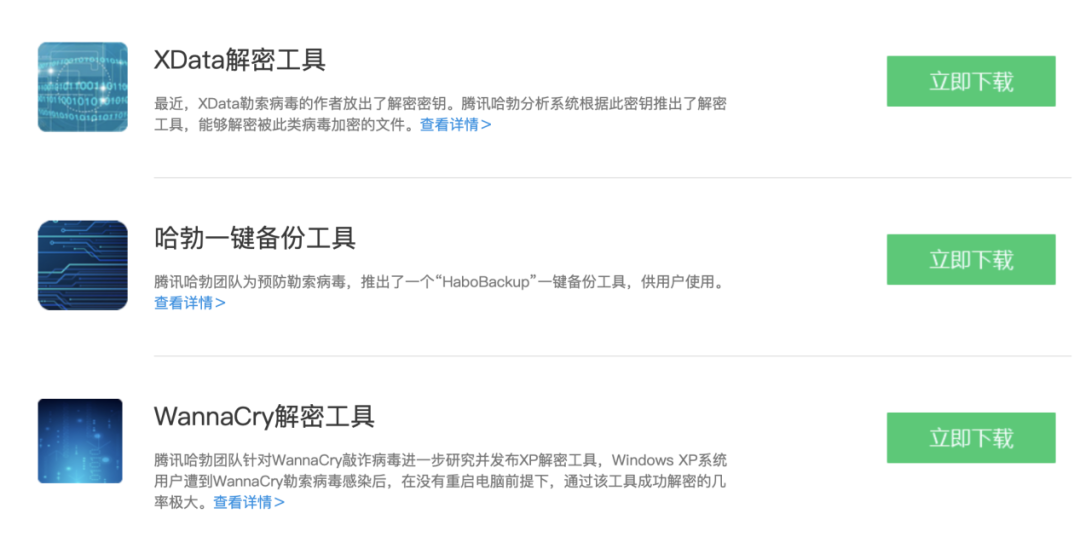 XData解密工具
立即下载
最近，XData勒索病毒的作者放出了解密密钥。腾讯哈勃分析系统根据此密钥推出了解密
工具，能够解密被此类病毒加密的文件。查看详情>
哈勃一键备份工具
立即下载
腾讯哈勃团队为预防勒索病毒，推出了一个“HaboBackup”一键备份工具，供用户使用。
查看详情>
WannaCry解密工具
立即下载
腾讯哈勃团队针对WannaCry敲诈病毒进一步研究并发布XP解密工具，Windows XP系统
用户遭到WannaCry勒索病毒感染后，在没有重启电脑前提下，通过该工具成功解密的几
率极大。查看详情>